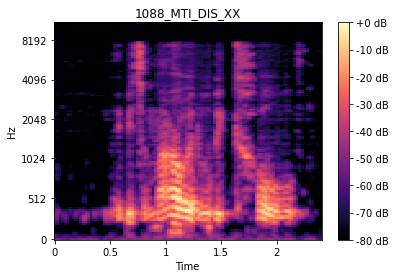 1088_MTI_DIS_XX
+0 dB
8192
-10 dB
4096
-20 dB
-30 dB
2048
Hz
-40 dB
1024
-50 dB
512
-60 dB
-70 dB
0
-80 dB
0
0.5
1
1.5
2
Time